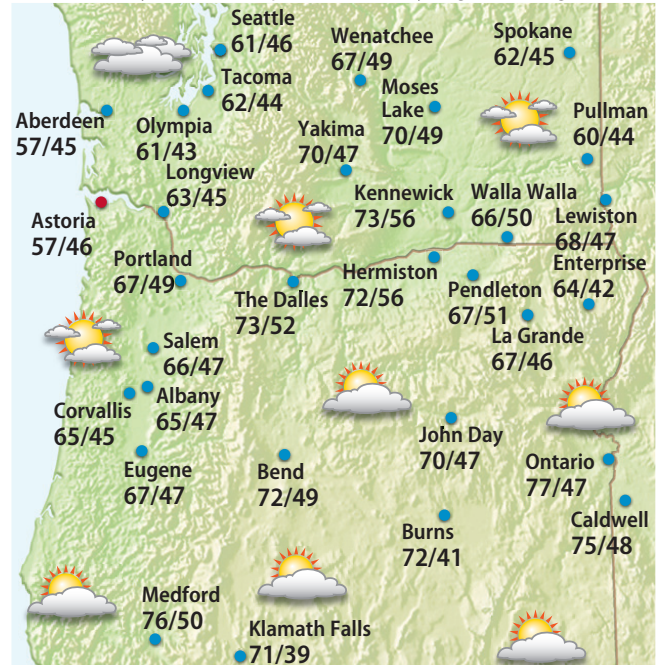 Seattle
61/46
Wenatchee
67/49
Spokane
62/45
Tacoma
62/44
Moses
Lake
70/49
Aberdeen
57/45
Olympia
61/43
Yakima
70/47
Pullman
60/44
Longview
63/45
Kennewick
73/56
Walla Walla
66/50
Lewiston
68/47
Astoria
57/46
Portland
67/49
The Dalles
73/52
Hermiston
72/56
Pendleton
67/51
Enterprise
64/42
La Grande
67/46
Salem
66/47
Albany
65/47
Corvallis
65/45
John Day
70/47
Eugene
67/47
Bend
72/49
Ontario
77/47
Burns
72/41
Caldwell
75/48
Medford
76/50
Klamath Falls
71/39